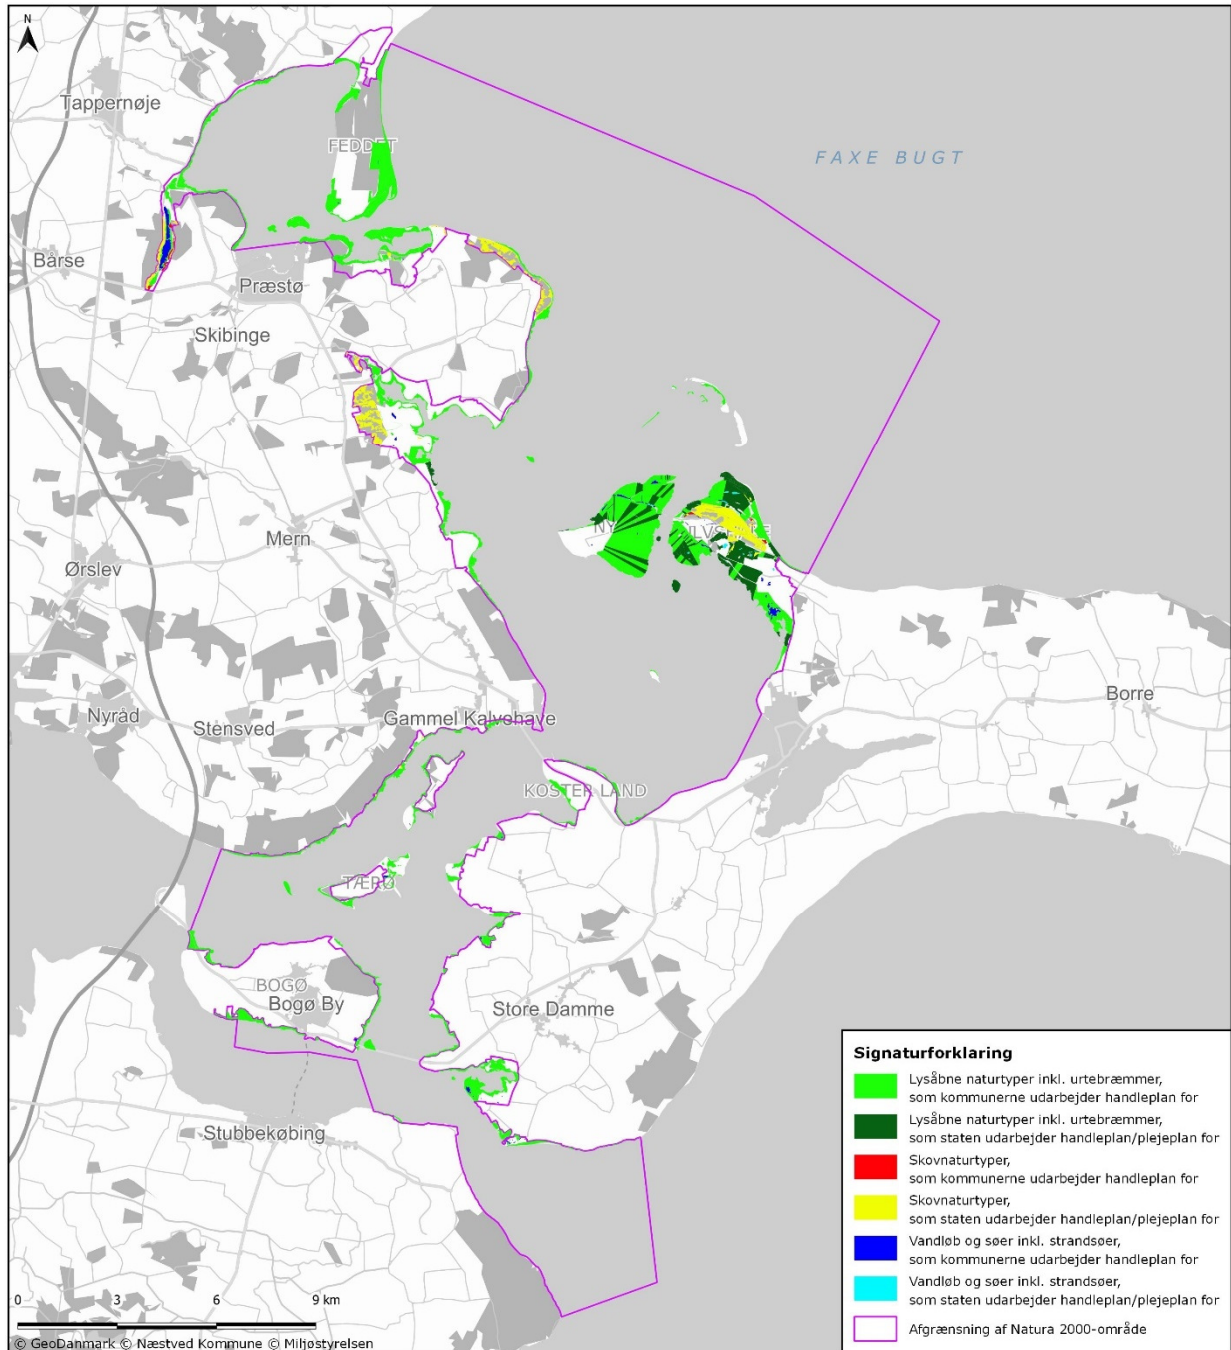 N
Tappernøje
FEDDET
FAXE BUGT
Bårse
Præstø
Skibinge
Mern
Ørslev
NY
Nyråd
Stensved
Gammel Kalvehave
Borre
KOSTER LAND
TÆRØ
BOGØ
Bogø By
Store Damme
Stubbekøbing
Signaturforklaring
Lysåbne naturtyper inkl. urtebræmmer,
som kommunerne udarbejder handleplan for
Lysåbne naturtyper inkl. urtebræmmer,
som staten udarbejder handleplan/plejeplan for
Skovnaturtyper,
som kommunerne udarbejder handleplan for
Skovnaturtyper,
som staten udarbejder handleplan/plejeplan for
Vandløb og søer inkl. strandsøer,
som kommunerne udarbejder handleplan for
Vandløb og søer inkl. strandsøer,
som staten udarbejder handleplan/plejeplan for
Afgrænsning af Natura 2000-område
0 3 6 9 km
© GeoDanmark © Næstved Kommune © Miljøstyrelsen